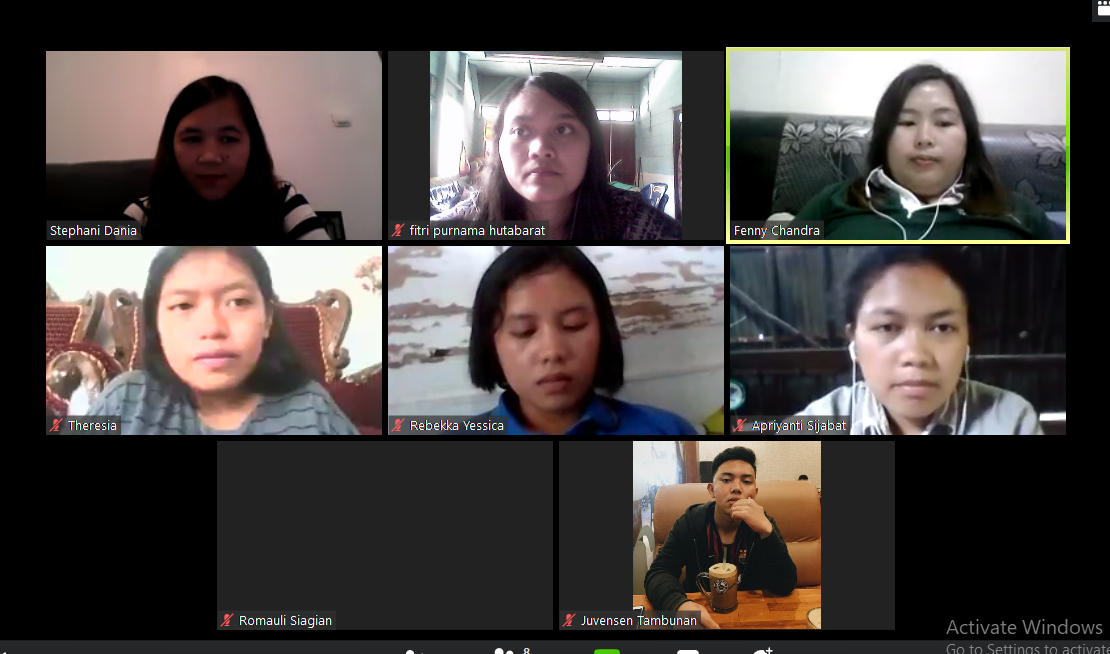 Stephani Dania
fitri purnama hutabarat
Fenny Chandra
Theresia
Rebekka Yessica
Apriyanti Sijabat
Romauli Siagian
Juvensen Tambunan
Activate Windows
Go to Settings to activate
8